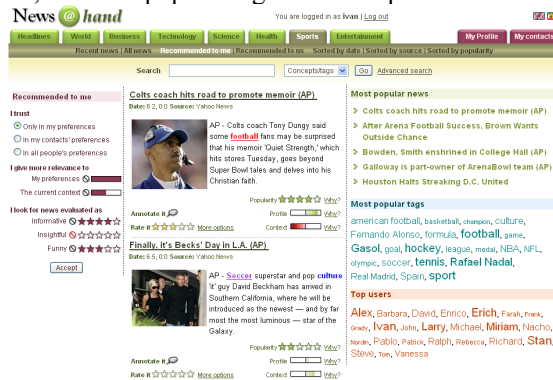 News @ hand
You are logged in as ivan | Log out
Headlines World Business Technology Science Health Sports Entertainment My Profile My contacts
Recent news | All news Recommended to me | Recommended to us Sorted by date | Sorted by source | Sorted by popularity
Search Concepts/tags Go Advanced search
Recommended to me
I trust
Only in my preferences
In my contacts' preferences
In all people's preferences
I give more relevance to
My preferences
The current context
I look for news evaluated as
Informative
Insightful
Funny
Accept
Colts coach hits road to promote memoir (AP)
Source: Yahoo News
AP - Colts coach Tony Dungy said
some football fans may be surprised
that his memoir 'Quiet Strength,' which
hits stores Tuesday, goes beyond
Super Bowl tales and delves into his
Christian faith.
Popularity Why?
Annotate it Profile Why?
Rate it More options Context Why?
Finally, it's Becks' Day in L.A. (AP)
Source: Yahoo News
AP - Soccer superstar and pop culture
'it' guy David Beckham has arrived in
Southern California, where he will be
introduced as the newest — and by far
most the most luminous — star of the
Galaxy.
Popularity Why?
Annotate it Profile Why?
Rate it More options Context Why?
Most popular news
Colts coach hits road to promote memoir (AP)
After Arena Football Success, Brown Wants
Outside Chance
Bowden, Smith enshrined in College Hall (AP)
Galloway is part-owner of ArenaBowl team (AP)
Houston Halts Streaking D.C. United
Most popular tags
american football, basketball, champion, culture,
Fernando Alonso, formula, football, game,
Gasol, goal, hockey, league, medal, NBA, NFL,
olympic, soccer, tennis, Rafael Nadal,
Real Madrid, Spain, sport
Top users
Alex, Barbara, David, Enrico, Erich, Farah, Frank,
Grady, Ivan, John, Larry, Michael, Miriam, Nacho,
Nordin, Pablo, Patrick, Ralph, Rebecca, Richard, Stan,
Steve, Tom, Vanessa